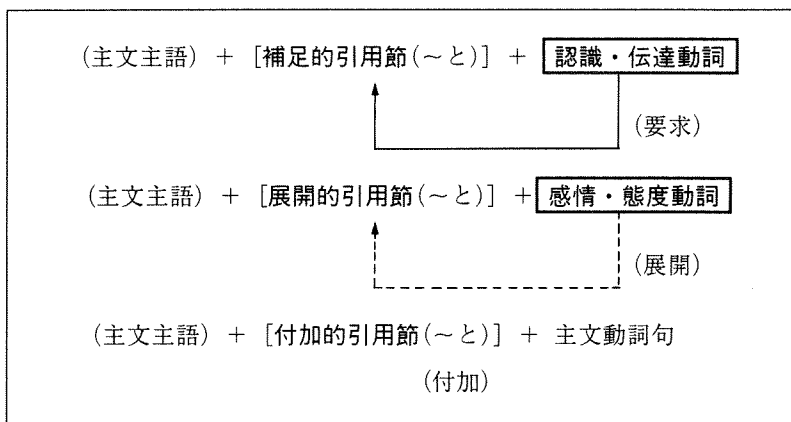 (主文主語) + [補足的引用節(~と)] + 認識・伝達動詞
(要求)
(主文主語) + [展開的引用節(~と)] + 感情・態度動詞
(展開)
(主文主語) + [付加的引用節(~と)] + 主文動詞句
(付加)